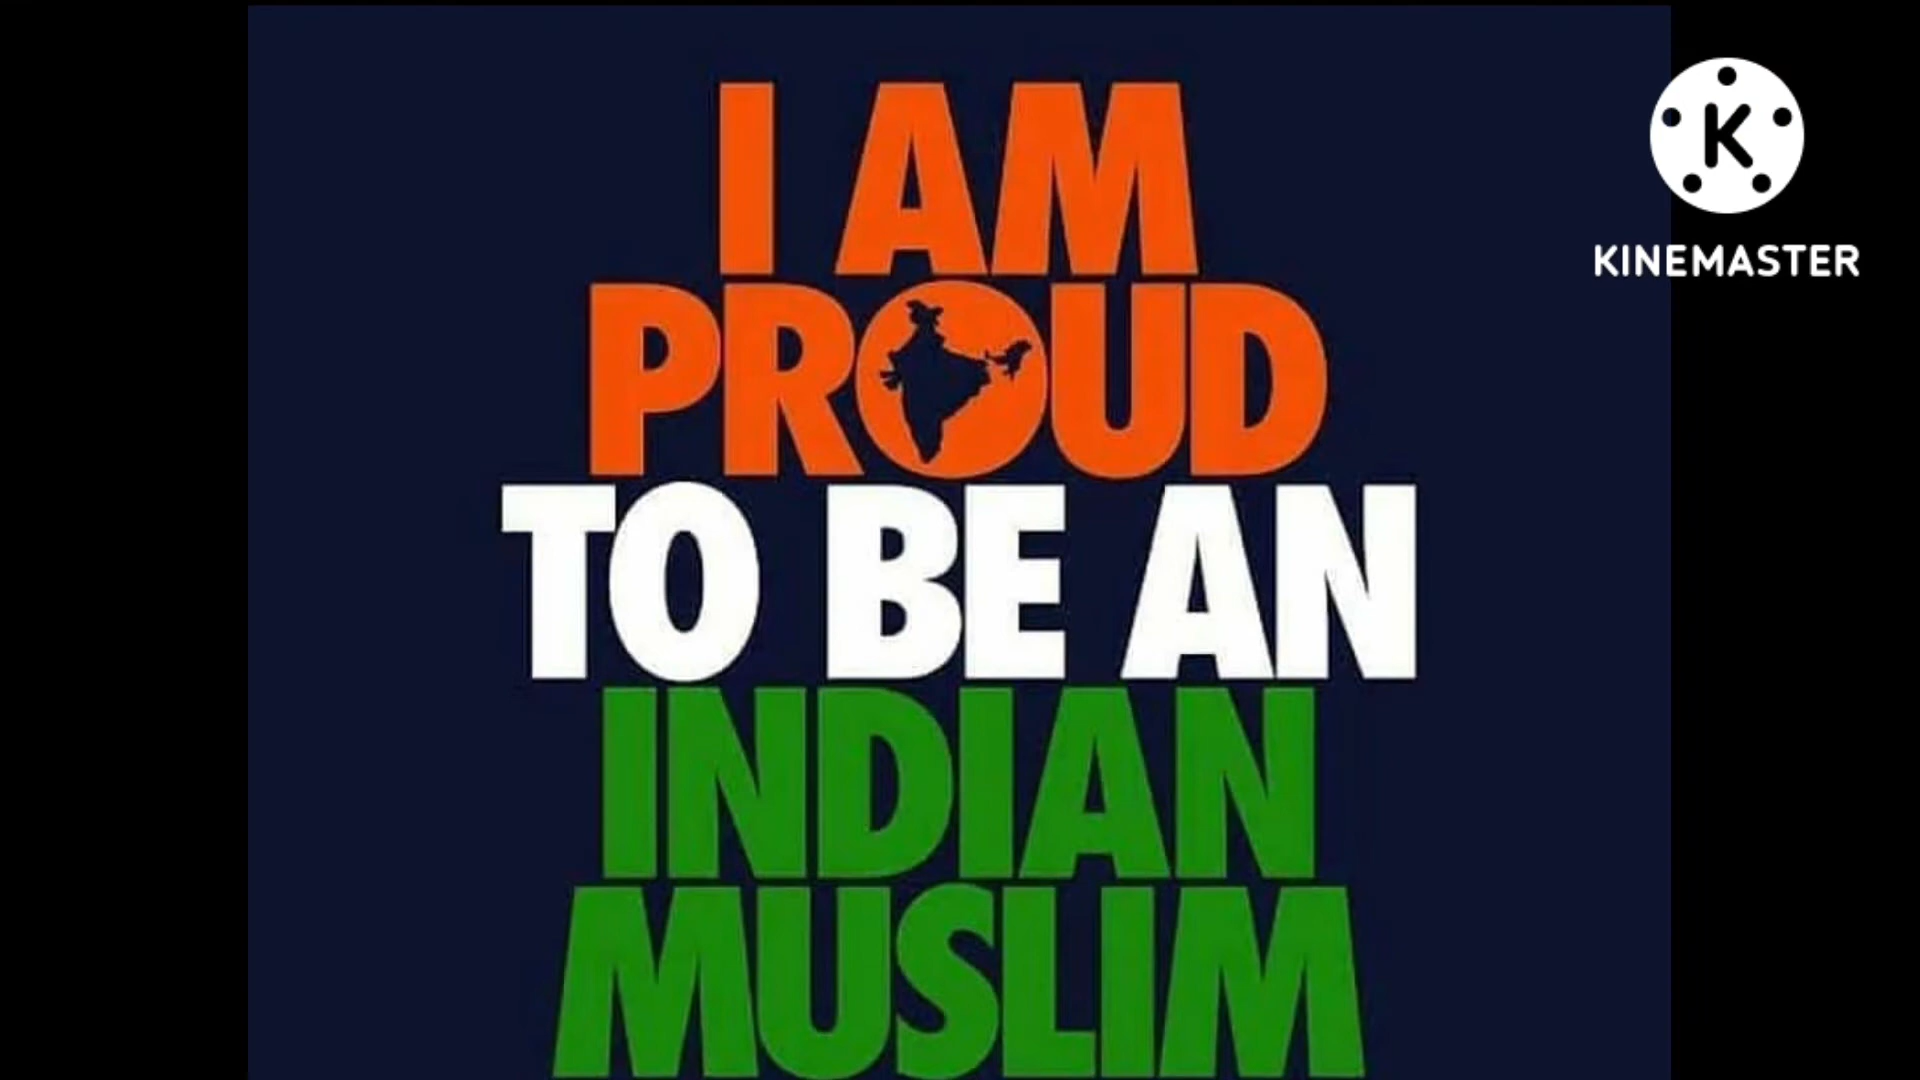 I AM
PROUD
TO BE AN
INDIAN
MUSLIM
K
KINEMASTER